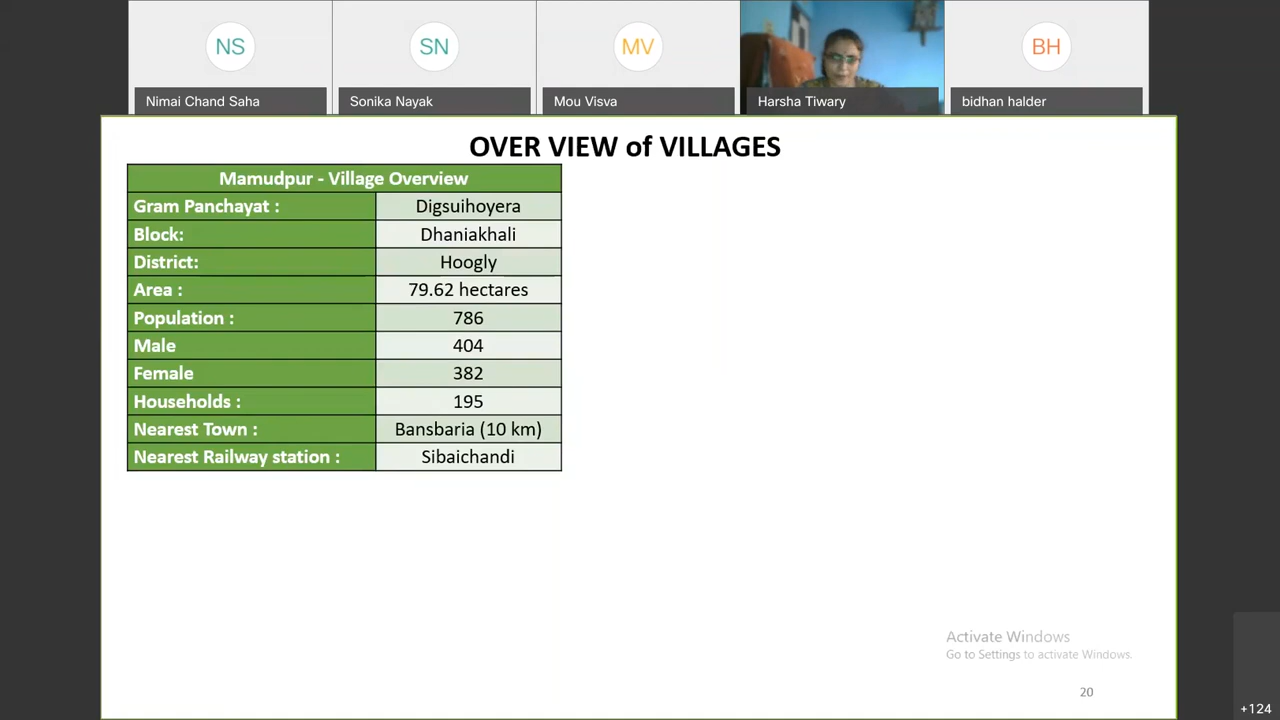 NS
SN
MV
BH
Nimai Chand Saha
Sonika Nayak
Mou Visva
Harsha Tiwary
bidhan halder
OVER VIEW of VILLAGES
Mamudpur - Village Overview
Gram Panchayat : Digsuihoyera
Block: Dhaniakhali
District: Hoogly
Area : 79.62 hectares
Population : 786
Male 404
Female 382
Households : 195
Nearest Town : Bansbaria (10 km)
Nearest Railway station : Sibaichandi
Activate Windows
Go to Settings to activate Windows.
20
+124